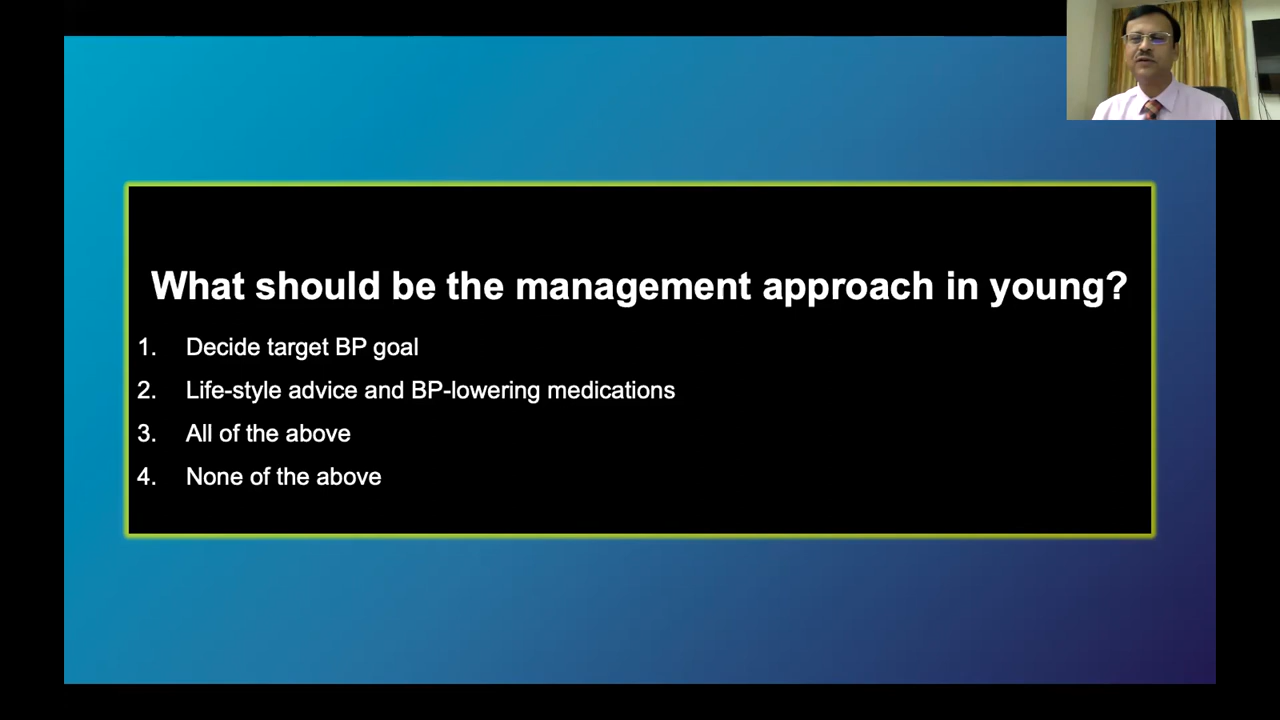 What should be the management approach in young?
1. Decide target BP goal
2. Life-style advice and BP-lowering medications
3. All of the above
4. None of the above